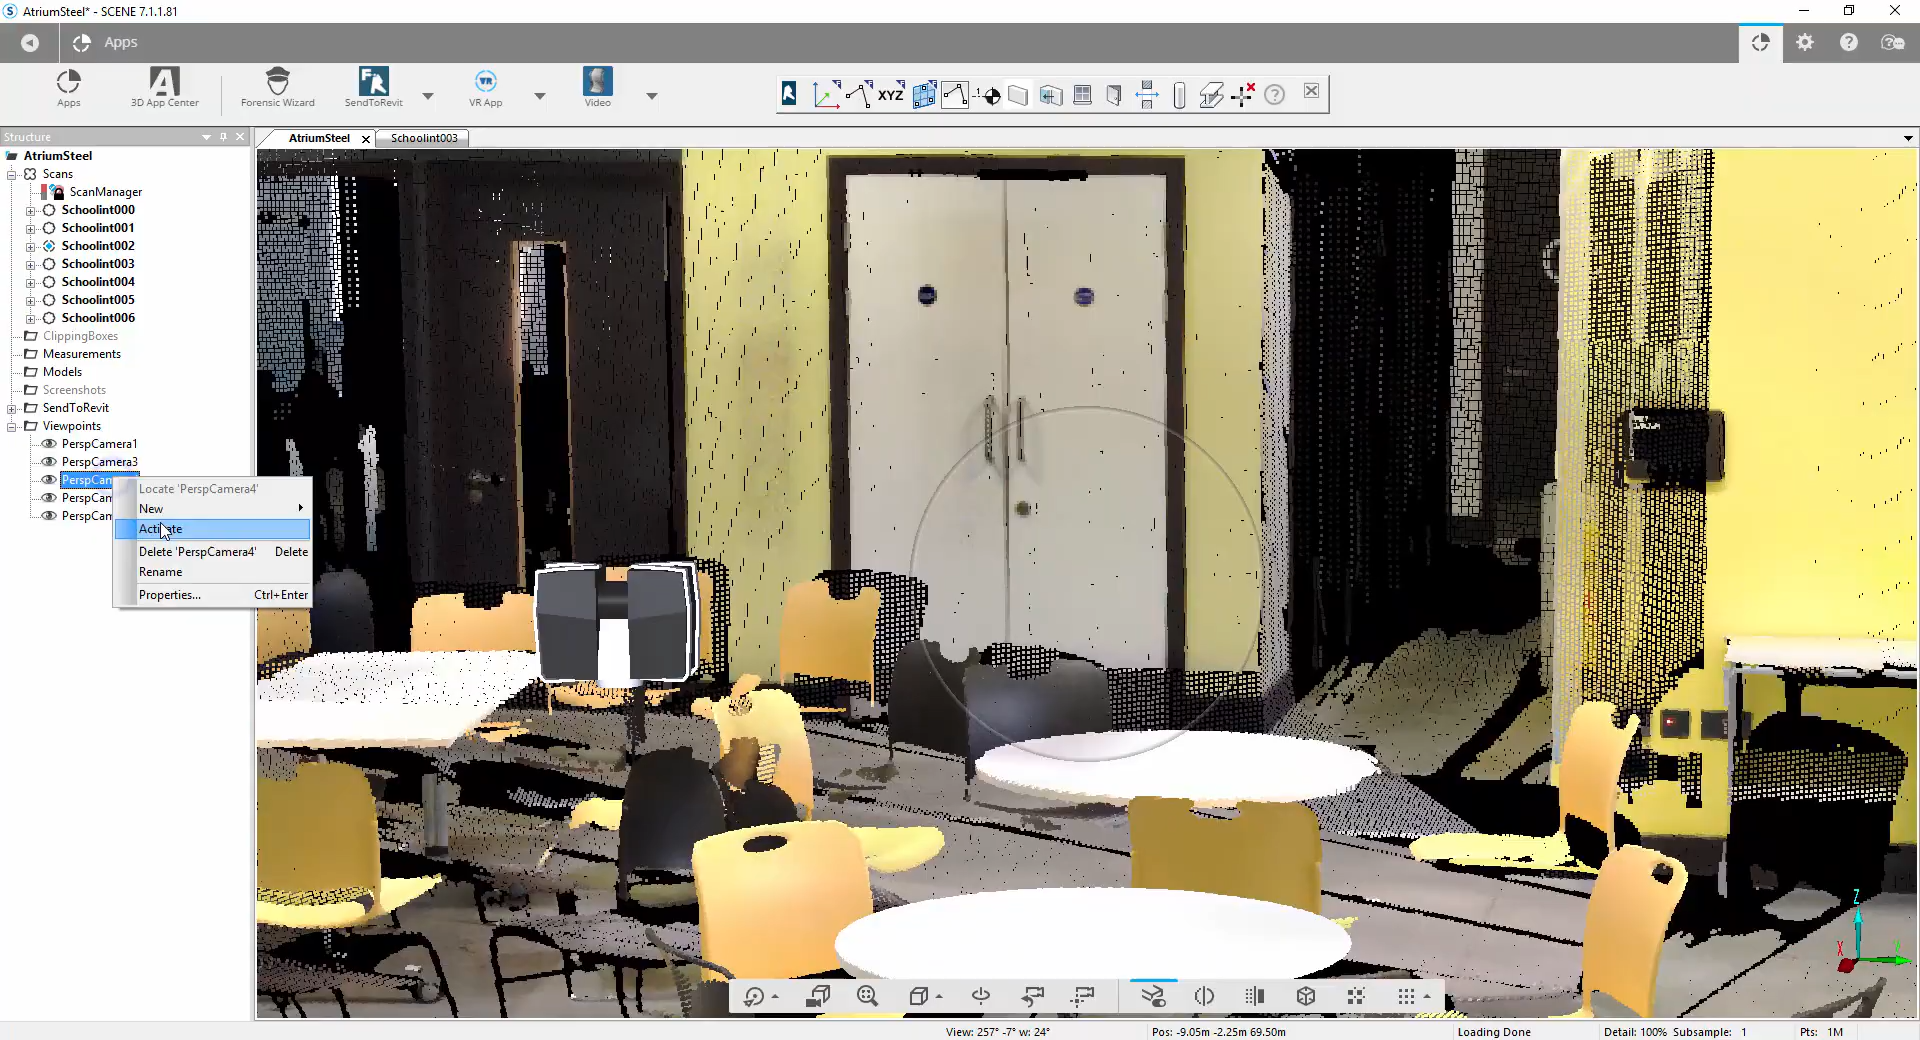 AtriumSteel* - SCENE 7.1.1.81
Apps
Apps
3D App Center
Forensic Wizard
SendToRevit
VR App
Video
XYZ
Structure
AtriumSteel
Schoolint003
AtriumSteel
Scans
ScanManager
Schoolint000
Schoolint001
Schoolint002
Schoolint003
Schoolint004
Schoolint005
Schoolint006
ClippingBoxes
Measurements
Models
Screenshots
SendToRevit
Viewpoints
PerspCamera1
PerspCamera3
PerspCam
PerspCam
PerspCam
Locate 'PerspCamera4'
New
Activate
Delete 'PerspCamera4' Delete
Rename
Properties... Ctrl+Enter
Z
X
View: 257° -7° w: 24°
Pos: -9.05m -2.25m 69.50m
Loading Done
Detail: 100% Subsample: 1
Pts: 1M